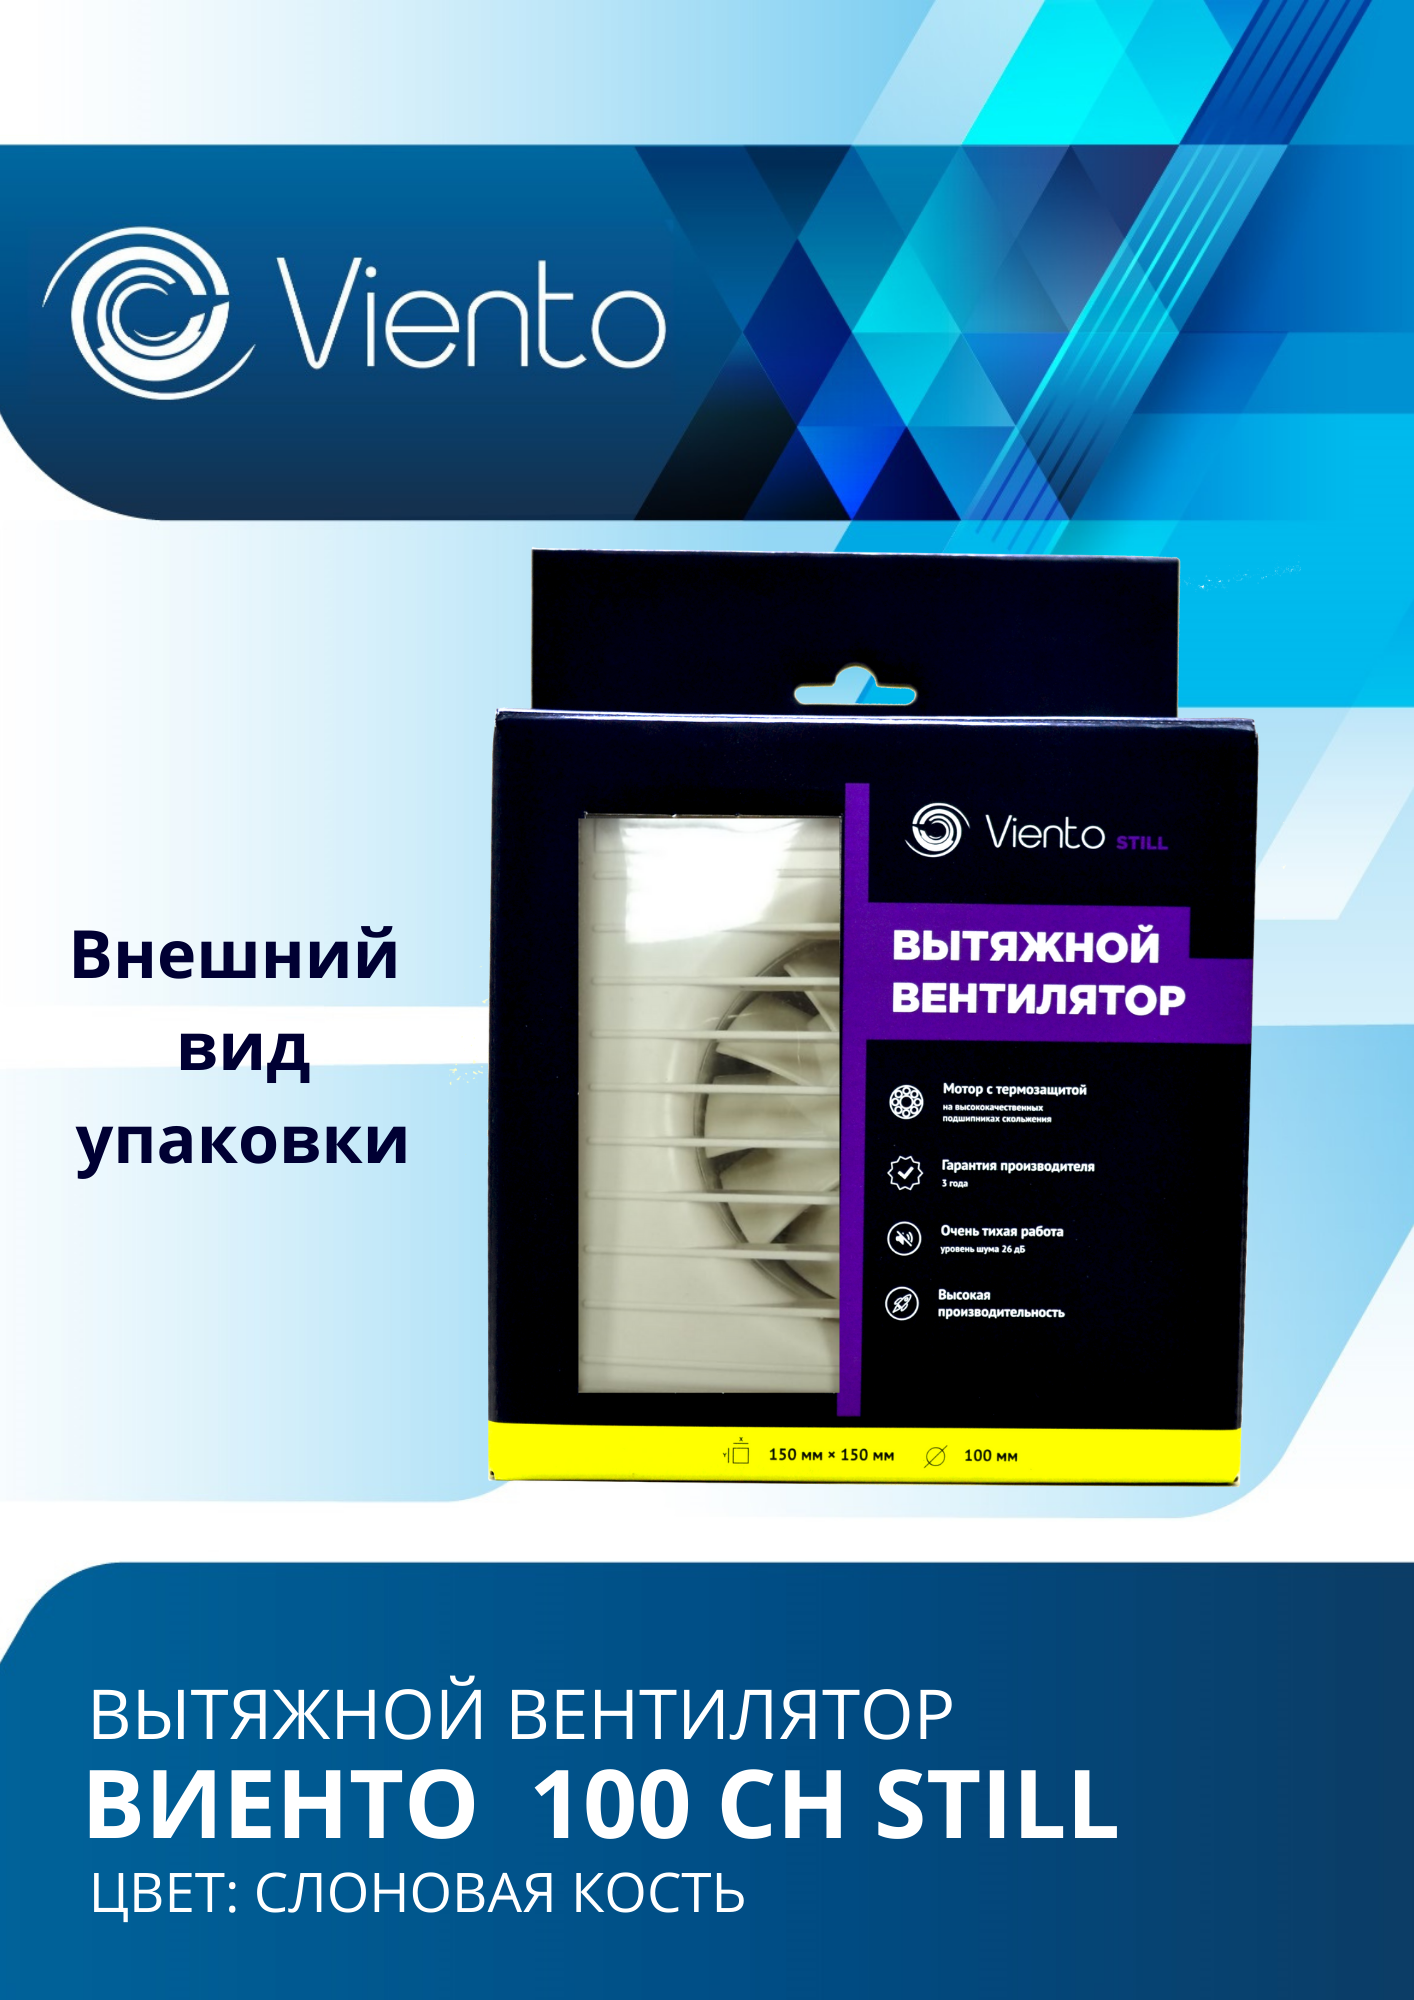 Viento
Внешний
вид
упаковки
Viento STILL
ВЫТЯЖНОЙ
ВЕНТИЛЯТОР
Мотор с термозащитой
на высококачественных
подшипниках скольжения
Гарантия производителя
3 года
Очень тихая работа
уровень шума 26 дБ
Высокая
производительность
X
Y
150 мм × 150 мм 100 мм
ВЫТЯЖНОЙ ВЕНТИЛЯТОР
ВИЕНТО 100 СН STILL
ЦВЕТ: СЛОНОВАЯ КОСТЬ